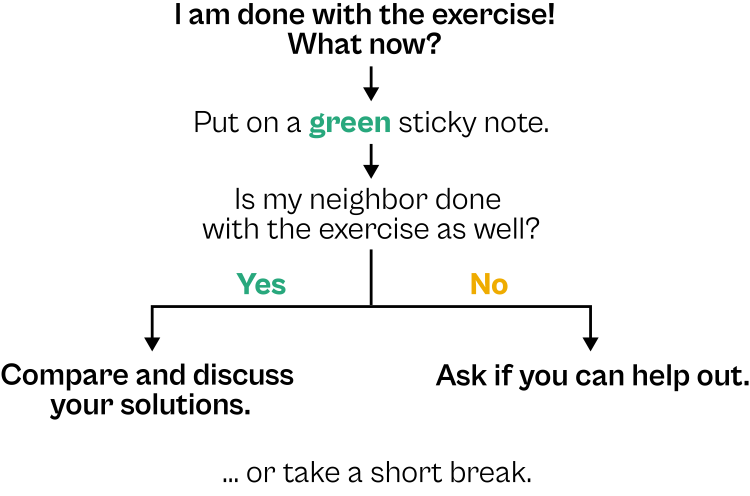 I am done with the exercise!
What now?
Put on a green sticky note.
Is my neighbor done
with the exercise as well?
Yes
No
Compare and discuss
your solutions.
Ask if you can help out.
... or take a short break.